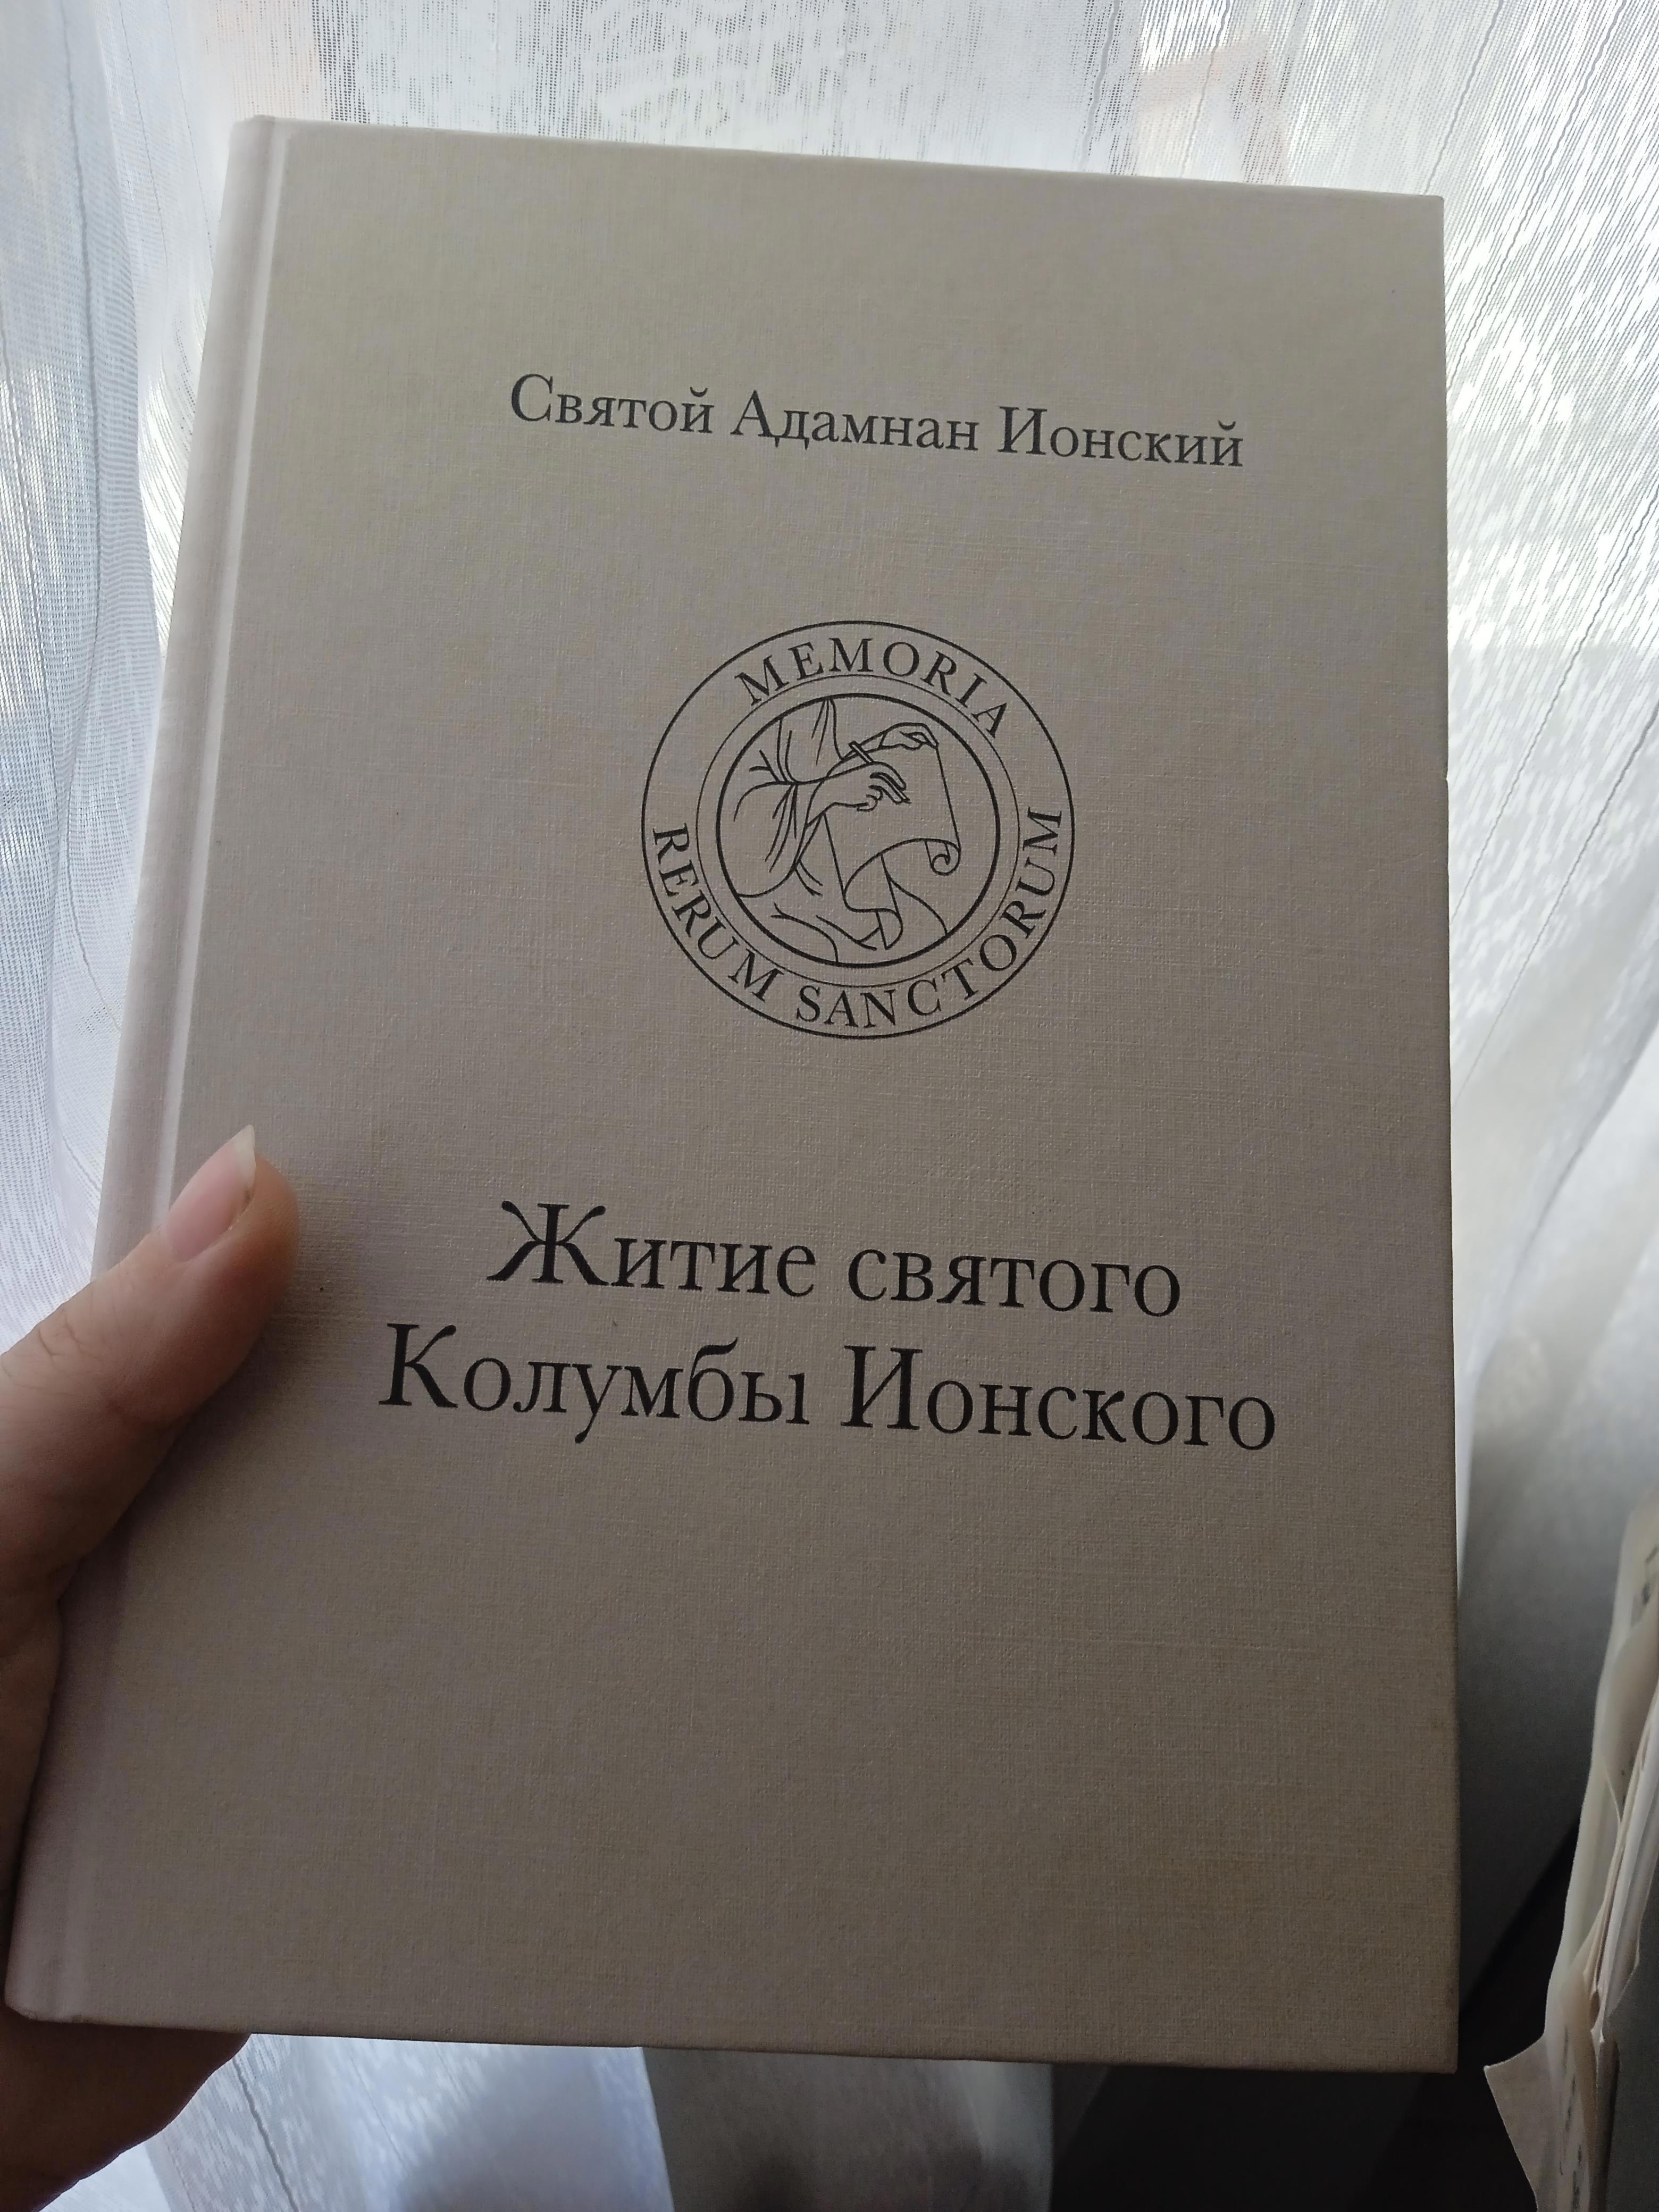 Святой Адамнан Ионский
MEMORIA
RERUM SANCTORUM
Житие святого
Колумбы Ионского